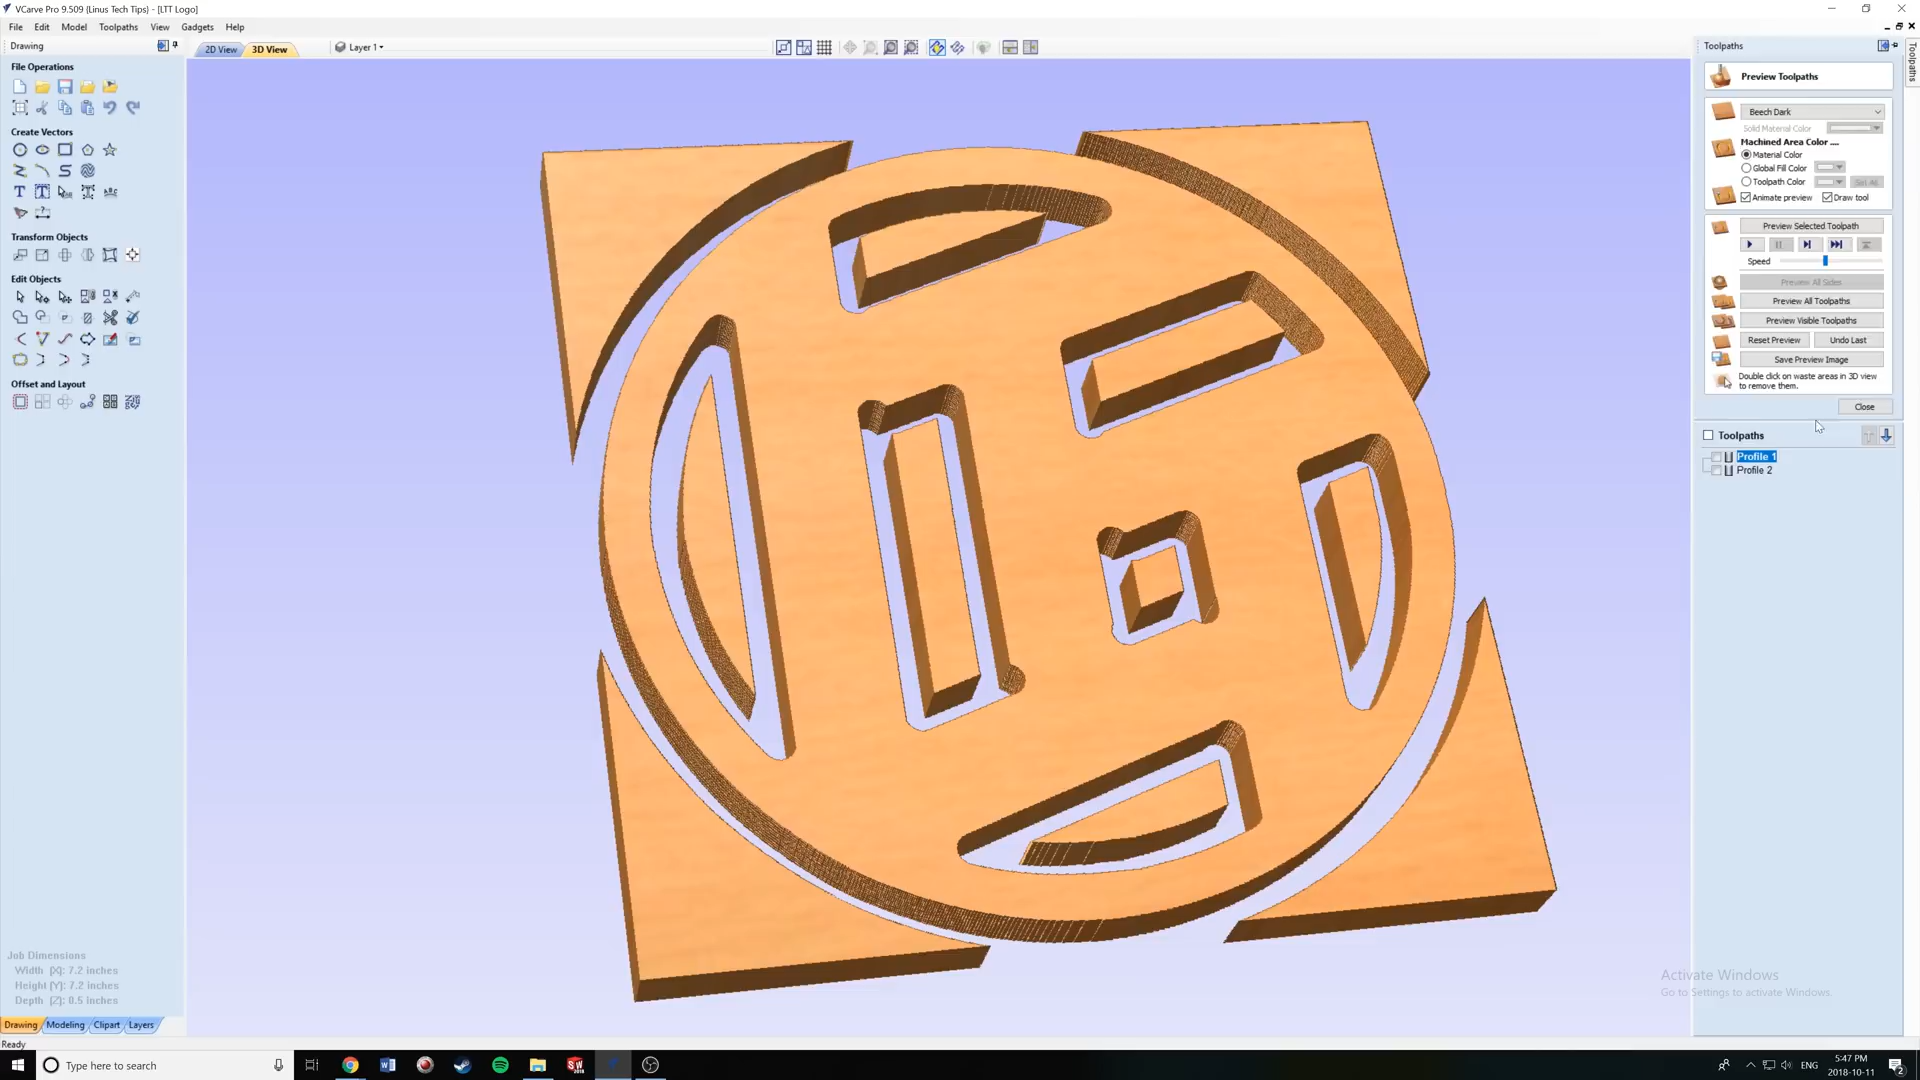 VCarve Pro 9.509 {Linus Tech Tips} - [LTT Logo]
File Edit Model Toolpaths View Gadgets Help
Drawing
2D View 3D View Layer 1
Toolpaths
Toolpaths
File Operations
Create Vectors
Transform Objects
Edit Objects
Offset and Layout
Job Dimensions
Width (X): 7.2 inches
Height (Y): 7.2 inches
Depth (Z): 0.5 inches
Drawing Modeling Clipart Layers
Ready
Preview Toolpaths
Beech Dark
Solid Material Color
Machined Area Color ....
Material Color
Global Fill Color
Toolpath Color Set All
Animate preview Draw tool
Preview Selected Toolpath
Speed
Preview All Sides
Preview All Toolpaths
Preview Visible Toolpaths
Reset Preview Undo Last
Save Preview Image
Double click on waste areas in 3D view
to remove them.
Close
Toolpaths
Profile 1
Profile 2
Activate Windows
Go to Settings to activate Windows.
Type here to search
ENG
5:47 PM
2018-10-11